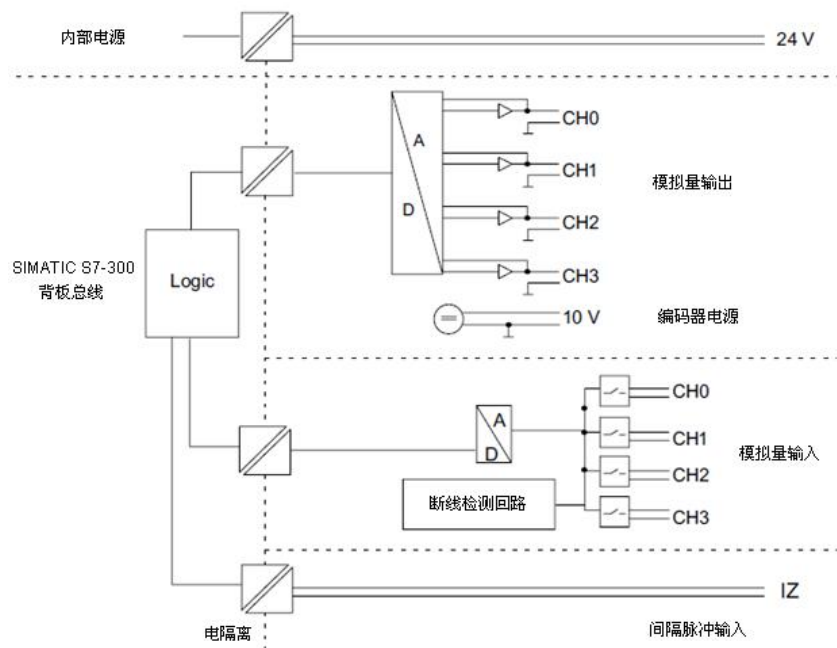 内部电源
24 V
A
D
CH0
CH1
CH2
CH3
模拟量输出
SIMATIC S7-300
背板总线
Logic
10 V
编码器电源
A
D
CH0
CH1
CH2
CH3
模拟量输入
断线检测回路
IZ
电隔离
间隔脉冲输入